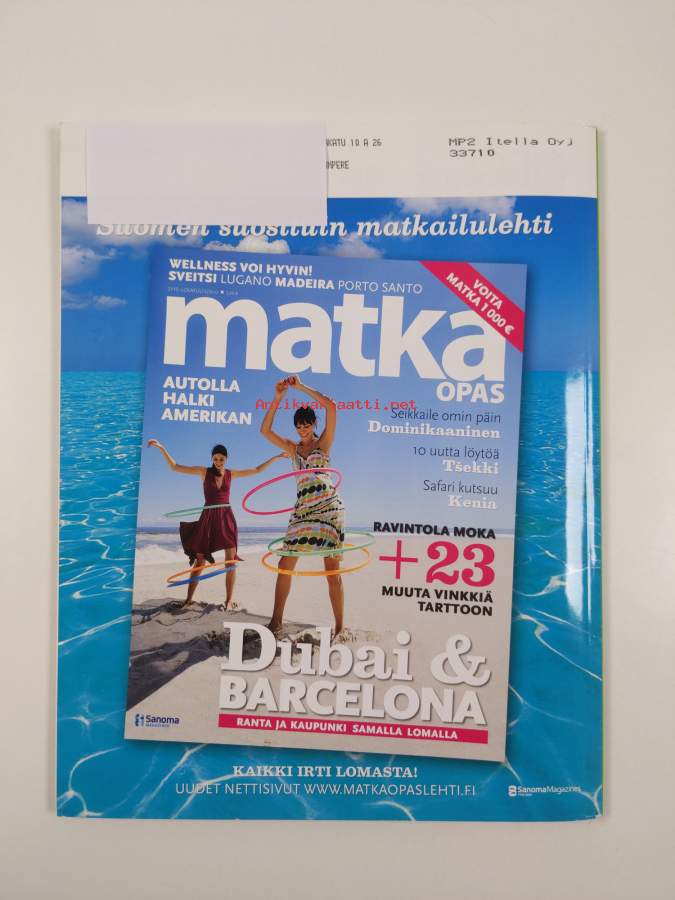 KATU 10 A 26
MP2 Itella Oyj
33710
MPERE
Suomen suosituin matkailulehti
WELLNESS VOI HYVIN!
SVEITSI LUGANO MADEIRA PORTO SANTO
VOITA
MATKA 1 000 €
matka
OPAS
AUTOLLA
HALKI
AMERIKAN
Antikvariaatti.net
Seikkaile omin päin
Dominikaaninen
10 uutta löytöä
Tšekki
Safari kutsuu
Kenia
RAVINTOLA MOKA
+23
MUUTA VINKKIÄ
TARTTOON
Dubai &
BARCELONA
RANTA JA KAUPUNKI SAMALLA LOMALLA
Sanoma
MAGAZINES
KAIKKI IRTI LOMASTA!
UUDET NETTISIVUT WWW.MATKAOPASLEHTI.FI
SanomaMagazines